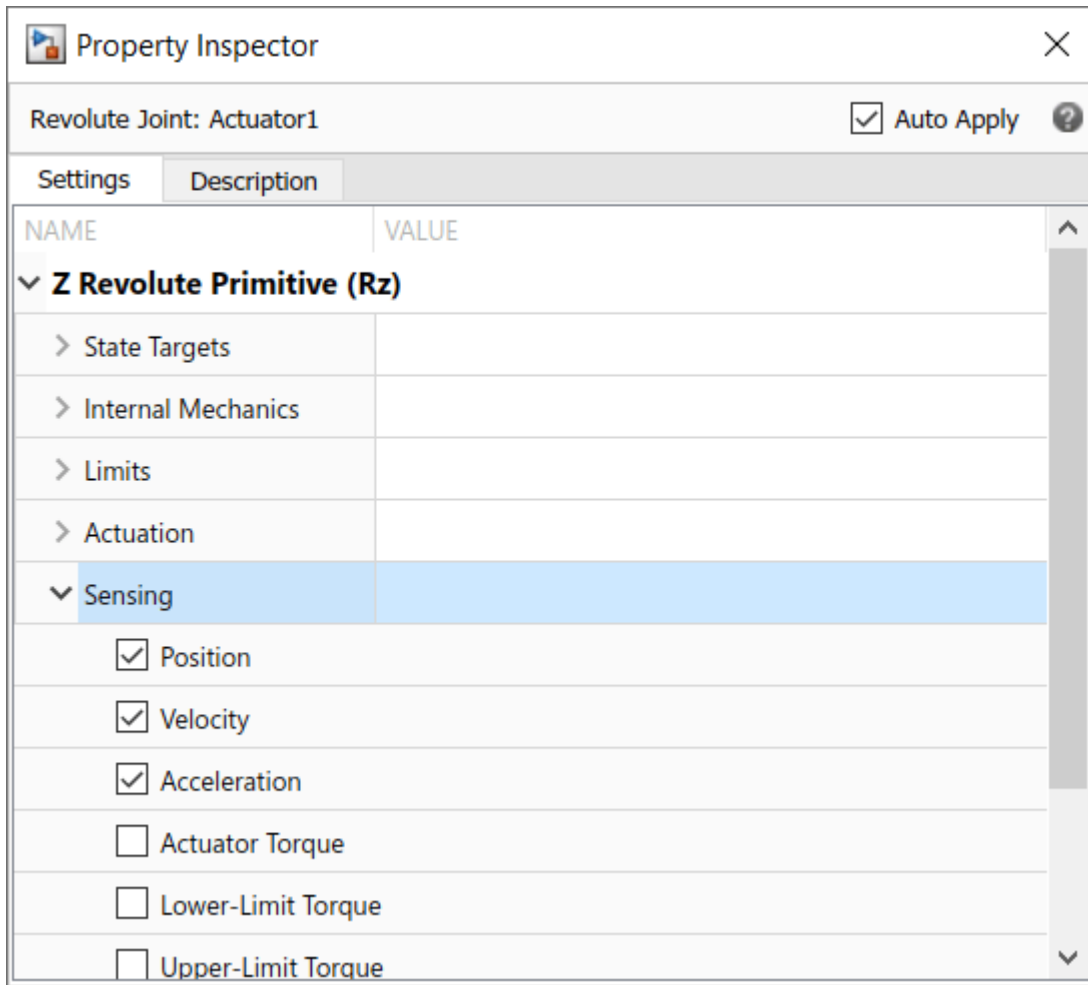 Property Inspector
Revolute Joint: Actuator1 Auto Apply ?
Settings Description
NAME VALUE
Z Revolute Primitive (Rz)
State Targets
Internal Mechanics
Limits
Actuation
Sensing
Position
Velocity
Acceleration
Actuator Torque
Lower-Limit Torque
Upper-Limit Torque